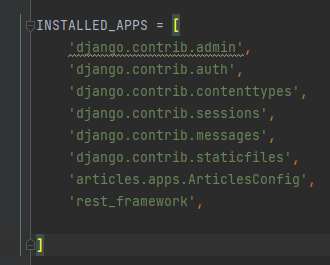 INSTALLED_APPS = [
'django.contrib.admin',
'django.contrib.auth',
'django.contrib.contenttypes',
'django.contrib.sessions',
'django.contrib.messages',
'django.contrib.staticfiles',
'articles.apps.ArticlesConfig',
'rest_framework',
]